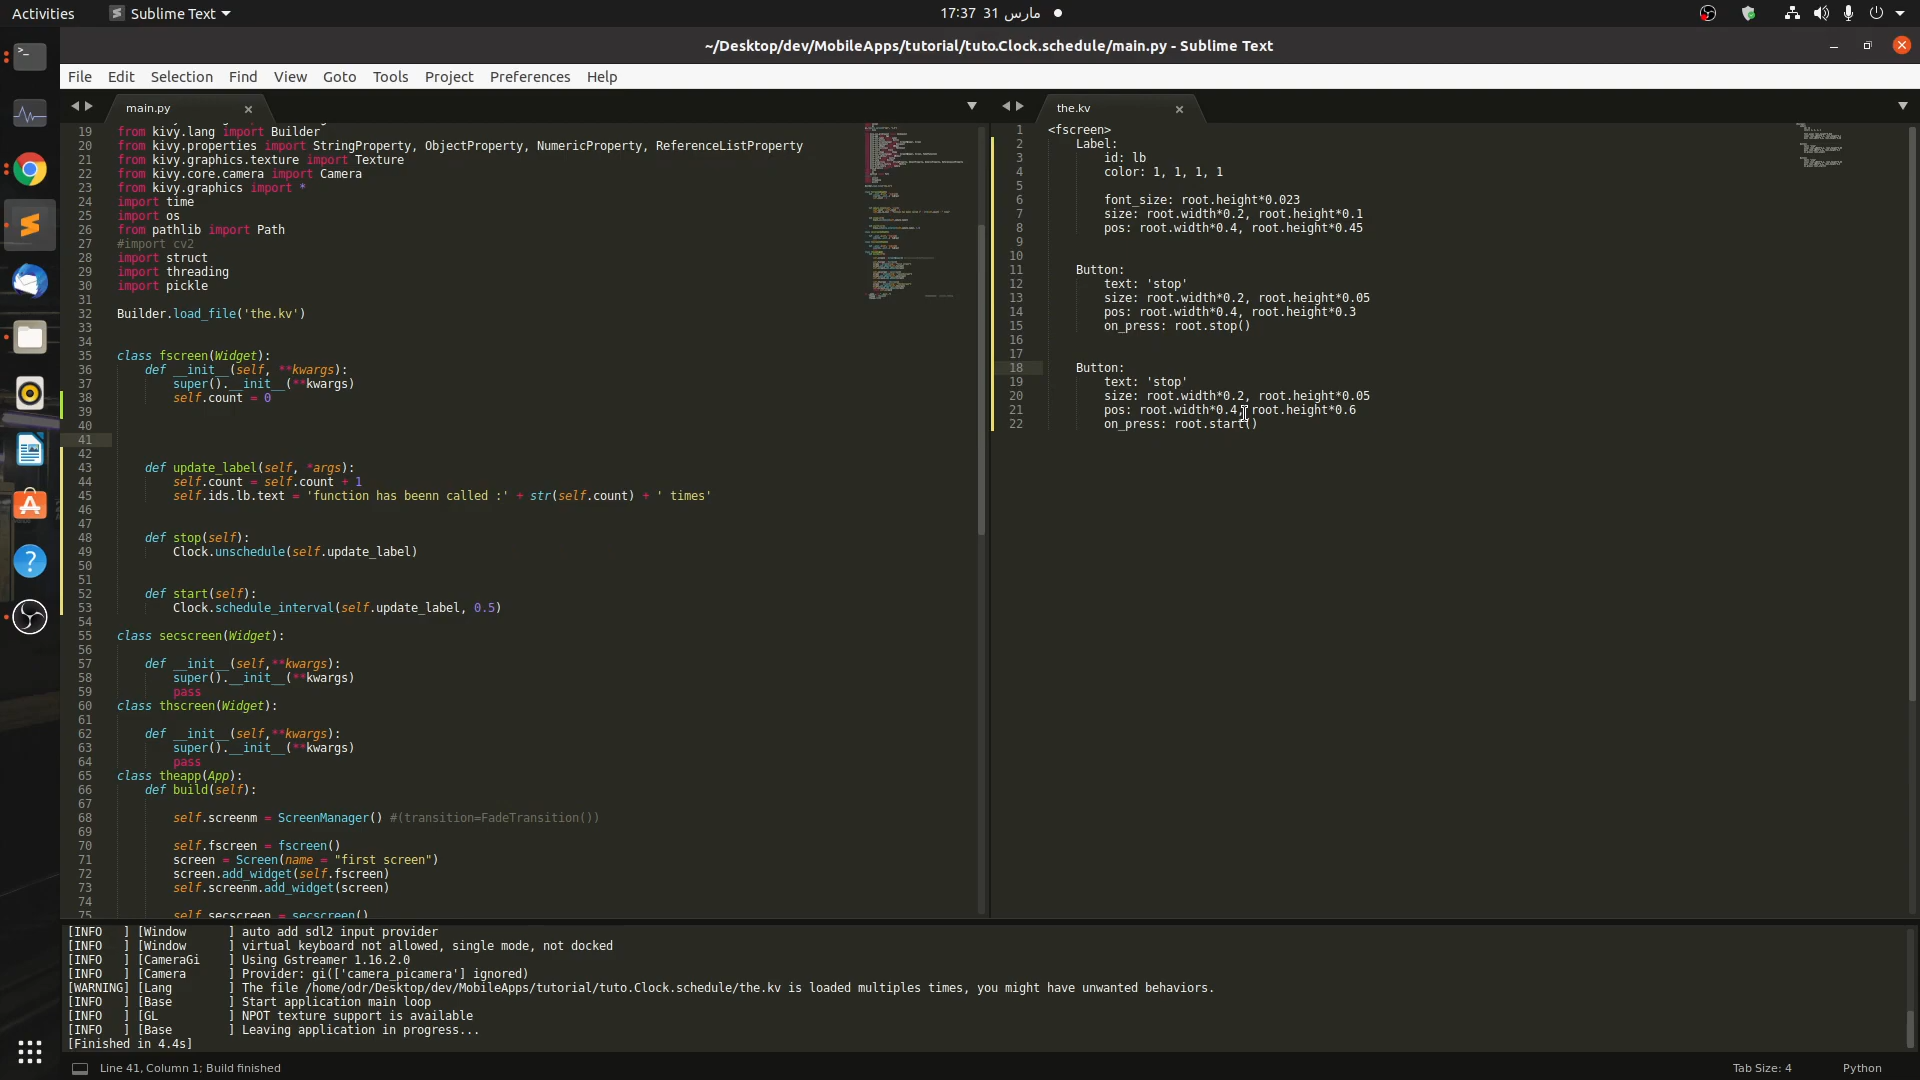 Activities
Sublime Text
17:37 31 مارس
~/Desktop/dev/MobileApps/tutorial/tuto.Clock.schedule/main.py - Sublime Text
File Edit Selection Find View Goto Tools Project Preferences Help
main.py
19 from kivy.lang import Builder
20 from kivy.properties import StringProperty, ObjectProperty, NumericProperty, ReferenceListProperty
21 from kivy.graphics.texture import Texture
22 from kivy.core.camera import Camera
23 from kivy.graphics import *
24 import time
25 import os
26 from pathlib import Path
27 #import cv2
28 import struct
29 import threading
30 import pickle
31
32 Builder.load_file('the.kv')
33
34
35 class fscreen(Widget):
36     def __init__(self, **kwargs):
37         super().__init__(**kwargs)
38         self.count = 0
39
40
41
42
43     def update_label(self, *args):
44         self.count = self.count + 1
45         self.ids.lb.text = 'function has beenn called :' + str(self.count) + ' times'
46
47
48     def stop(self):
49         Clock.unschedule(self.update_label)
50
51
52     def start(self):
53         Clock.schedule_interval(self.update_label, 0.5)
54
55 class secscreen(Widget):
56
57     def __init__(self,**kwargs):
58         super().__init__(**kwargs)
59         pass
60 class thscreen(Widget):
61
62     def __init__(self,**kwargs):
63         super().__init__(**kwargs)
64         pass
65 class theapp(App):
66     def build(self):
67
68         self.screenm = ScreenManager() #(transition=FadeTransition())
69
70         self.fscreen = fscreen()
71         screen = Screen(name = "first screen")
72         screen.add_widget(self.fscreen)
73         self.screenm.add_widget(screen)
74
75         self.secscreen = secscreen()
the.kv
1 <fscreen>
2     Label:
3         id: lb
4         color: 1, 1, 1, 1
5
6         font_size: root.height*0.023
7         size: root.width*0.2, root.height*0.1
8         pos: root.width*0.4, root.height*0.45
9
10
11     Button:
12         text: 'stop'
13         size: root.width*0.2, root.height*0.05
14         pos: root.width*0.4, root.height*0.3
15         on_press: root.stop()
16
17
18     Button:
19         text: 'stop'
20         size: root.width*0.2, root.height*0.05
21         pos: root.width*0.4, root.height*0.6
22         on_press: root.start()
[INFO   ] [Window      ] auto add sdl2 input provider
[INFO   ] [Window      ] virtual keyboard not allowed, single mode, not docked
[INFO   ] [CameraGi    ] Using Gstreamer 1.16.2.0
[INFO   ] [Camera      ] Provider: gi(['camera_picamera'] ignored)
[WARNING] [Lang        ] The file /home/odr/Desktop/dev/MobileApps/tutorial/tuto.Clock.schedule/the.kv is loaded multiples times, you might have unwanted behaviors.
[INFO   ] [Base        ] Start application main loop
[INFO   ] [GL          ] NPOT texture support is available
[INFO   ] [Base        ] Leaving application in progress...
[Finished in 4.4s]
Line 41, Column 1; Build finished
Tab Size: 4
Python